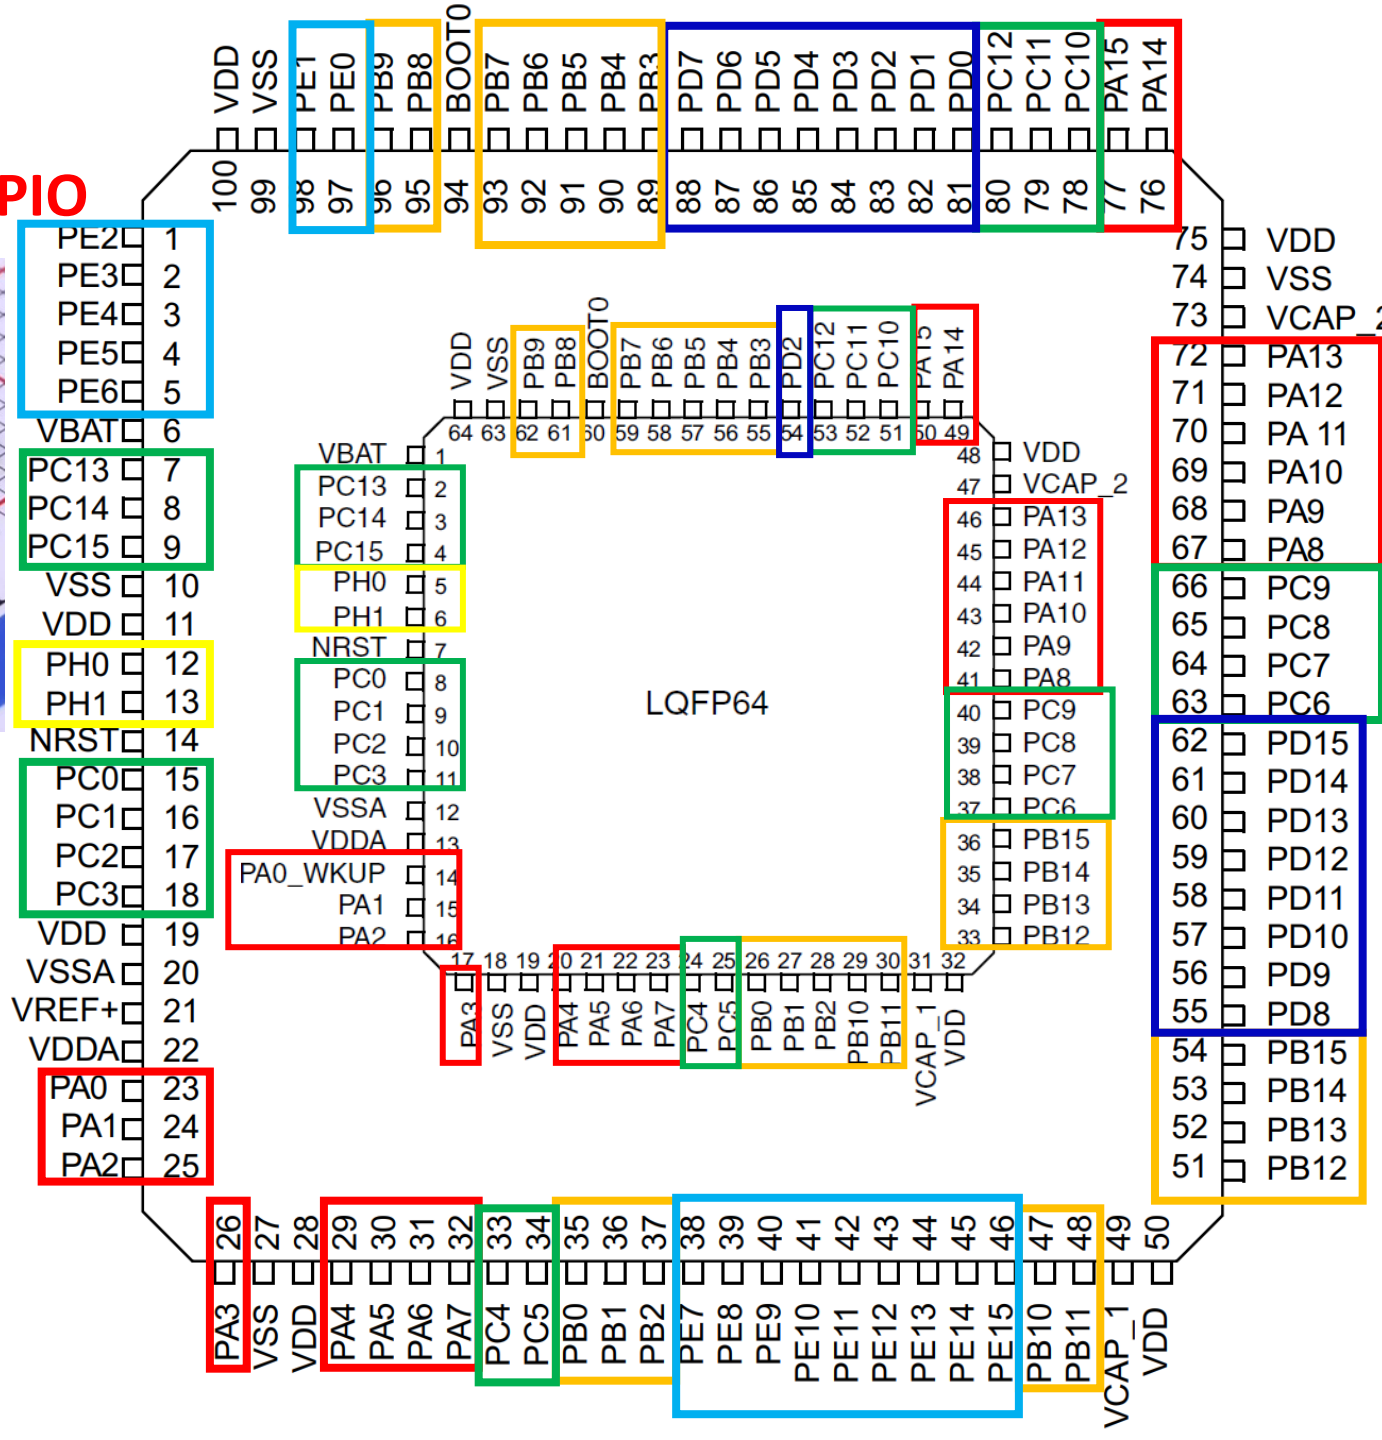 PIO
VDD VSS PE1 PE0 PB9 PB8 BOOT0 PB7 PB6 PB5 PB4 PB3 PD7 PD6 PD5 PD4 PD3 PD2 PD1 PD0 PC12 PC11 PC10 PA15 PA14
100 99 98 97 96 95 94 93 92 91 90 89 88 87 86 85 84 83 82 81 80 79 78 77 76
PE2 1
PE3 2
PE4 3
PE5 4
PE6 5
VBAT 6
PC13 7
PC14 8
PC15 9
VSS 10
VDD 11
PH0 12
PH1 13
NRST 14
PC0 15
PC1 16
PC2 17
PC3 18
VDD 19
VSSA 20
VREF+ 21
VDDA 22
PA0 23
PA1 24
PA2 25
VDD VSS PB9 PB8 BOOT0 PB7 PB6 PB5 PB4 PB3 PD2 PC12 PC11 PC10 PA15 PA14
64 63 62 61 60 59 58 57 56 55 54 53 52 51 50 49
VBAT 1
PC13 2
PC14 3
PC15 4
PH0 5
PH1 6
NRST 7
PC0 8
PC1 9
PC2 10
PC3 11
VSSA 12
VDDA 13
PA0_WKUP 14
PA1 15
PA2 16
LQFP64
48 VDD
47 VCAP_2
46 PA13
45 PA12
44 PA11
43 PA10
42 PA9
41 PA8
40 PC9
39 PC8
38 PC7
37 PC6
36 PB15
35 PB14
34 PB13
33 PB12
17 18 19 20 21 22 23 24 25 26 27 28 29 30 31 32
PA3 VSS VDD PA4 PA5 PA6 PA7 PC4 PC5 PB0 PB1 PB2 PB10 PB11 VCAP_1 VDD
75 VDD
74 VSS
73 VCAP_2
72 PA13
71 PA12
70 PA 11
69 PA10
68 PA9
67 PA8
66 PC9
65 PC8
64 PC7
63 PC6
62 PD15
61 PD14
60 PD13
59 PD12
58 PD11
57 PD10
56 PD9
55 PD8
54 PB15
53 PB14
52 PB13
51 PB12
26 27 28 29 30 31 32 33 34 35 36 37 38 39 40 41 42 43 44 45 46 47 48 49 50
PA3 VSS VDD PA4 PA5 PA6 PA7 PC4 PC5 PB0 PB1 PB2 PE7 PE8 PE9 PE10 PE11 PE12 PE13 PE14 PE15 PB10 PB11 VCAP_1 VDD